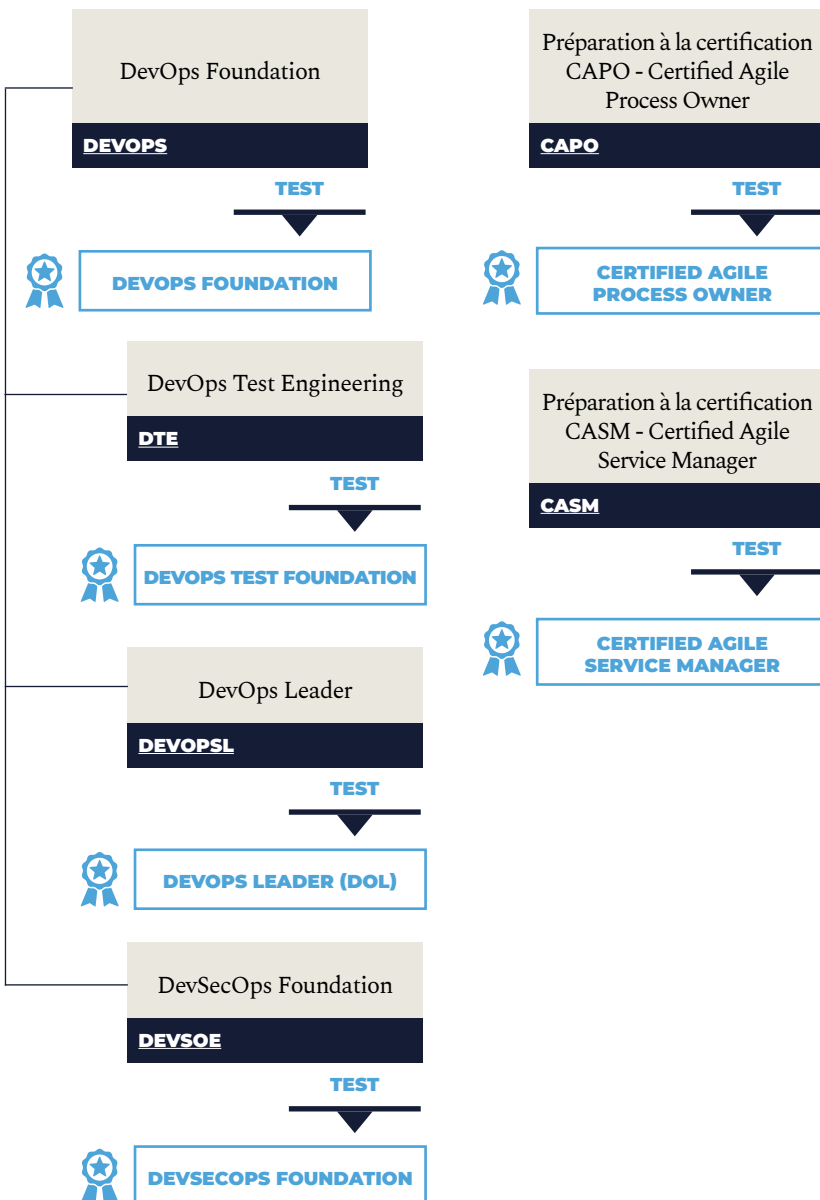 DevOps Foundation
DEVOPS
TEST
DEVOPS FOUNDATION
DevOps Test Engineering
DTE
TEST
DEVOPS TEST FOUNDATION
DevOps Leader
DEVOPSL
TEST
DEVOPS LEADER (DOL)
DevSecOps Foundation
DEVSOE
TEST
DEVSECOPS FOUNDATION
Préparation à la certification
CAPO - Certified Agile
Process Owner
CAPO
TEST
CERTIFIED AGILE
PROCESS OWNER
Préparation à la certification
CASM - Certified Agile
Service Manager
CASM
TEST
CERTIFIED AGILE
SERVICE MANAGER